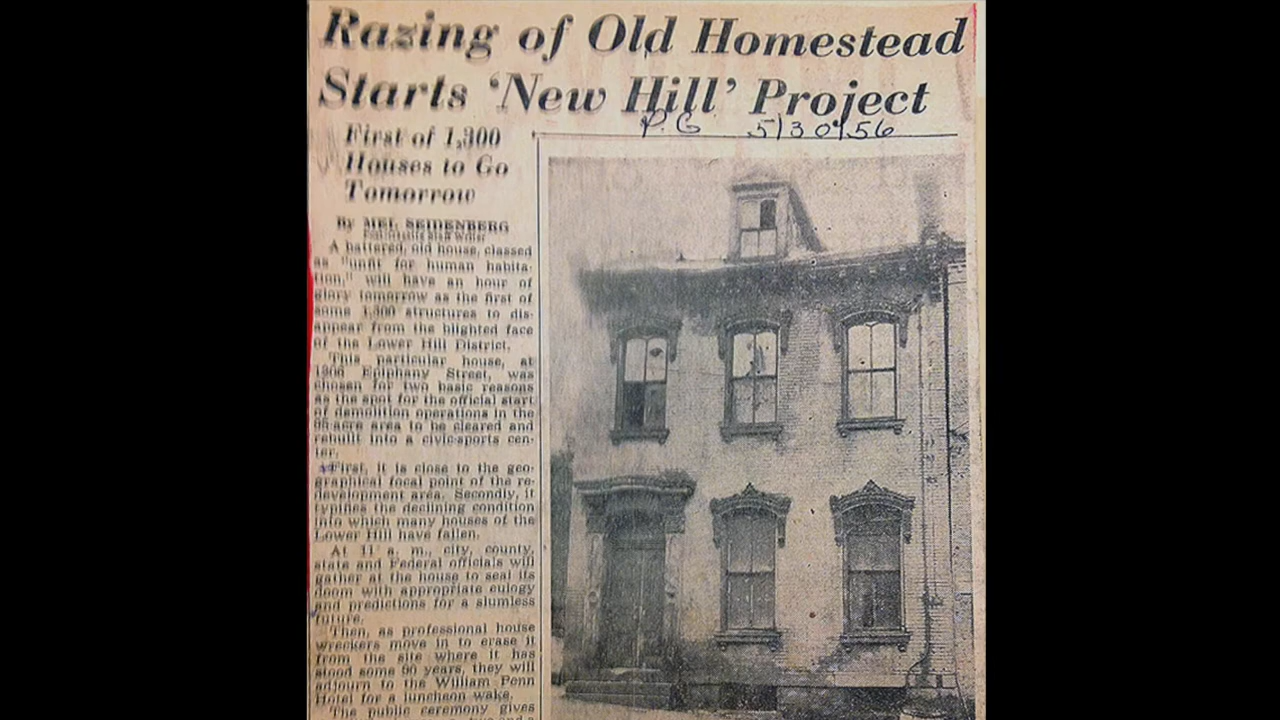 Razing of Old Homestead
Starts 'New Hill' Project
P.G 5/30/56
First of 1,300
Houses to Go
Tomorrow
By MEL SEIDENBERG
Post-Gazette Staff Writer
A battered, old house, classed
as "unfit for human habita-
tion," will have an hour of
glory tomorrow as the first of
some 1,300 structures to dis-
appear from the blighted face
of the Lower Hill District.
This particular house, at
1206 Epiphany Street, was
chosen for two basic reasons
as the spot for the official start
of demolition operations in the
95-acre area to be cleared and
rebuilt into a civic-sports cen-
ter.
First, it is close to the geo-
graphical focal point of the re-
development area. Secondly, it
typifies the declining condition
into which many houses of the
Lower Hill have fallen.
At 11 a. m., city, county,
state and Federal officials will
gather at the house to seal its
doom with appropriate eulogy
and predictions for a slumless
future.
Then, as professional house
wreckers move in to erase it
from the site where it has
stood some 90 years, they will
adjourn to the William Penn
Hotel for a luncheon wake.
The public ceremony gives